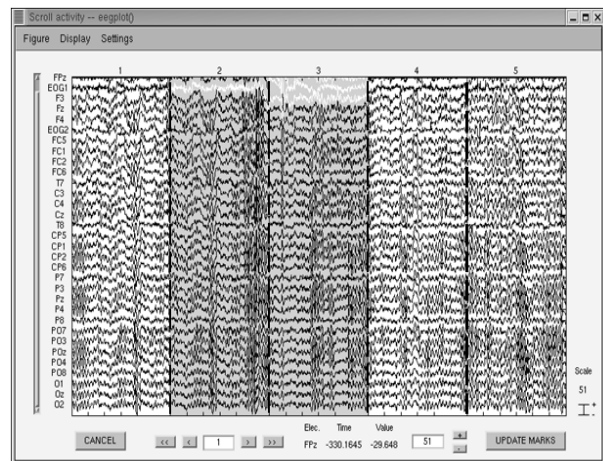 Scroll activity -- eegplot()
Figure Display Settings
1 2 3 4 5
FPz
EOG1
F3
Fz
F4
EOG2
FC5
FC1
FC2
FC6
T7
C3
C4
Cz
T8
CP5
CP1
CP2
CP6
P7
P3
Pz
P4
P8
PO7
PO3
POz
PO4
PO8
O1
Oz
O2
Scale
51
+
-
Elec. Time Value
CANCEL << < 1 > >> FPz -330.1645 -29.648 51 + - UPDATE MARKS